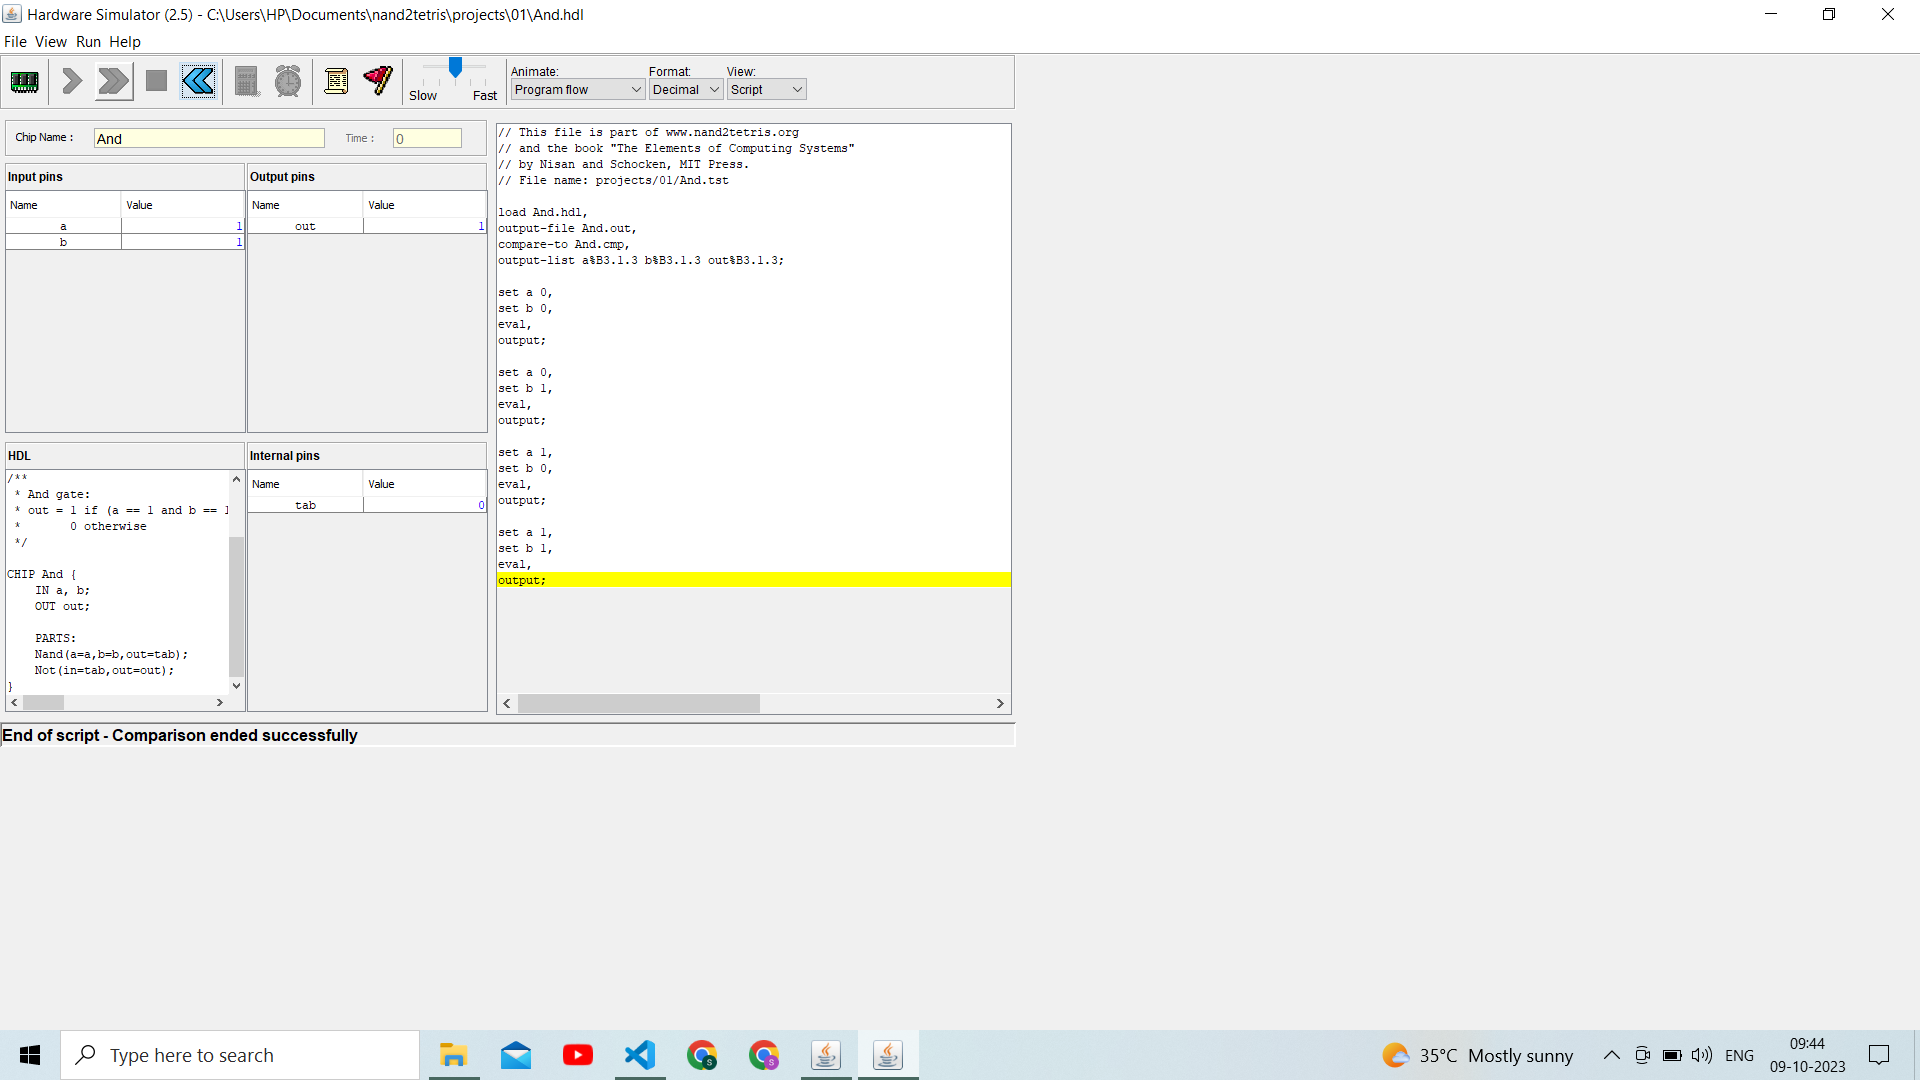 Hardware Simulator (2.5) - C:\Users\HP\Documents\nand2tetris\projects\01\And.hdl
File View Run Help
Slow Fast
Animate: Format: View:
Program flow Decimal Script
Chip Name : And Time : 0
Input pins
Name Value
a 1
b 1
Output pins
Name Value
out 1
HDL
/**
* And gate:
* out = 1 if (a == 1 and b == 1
* 0 otherwise
*/
CHIP And {
IN a, b;
OUT out;
PARTS:
Nand(a=a,b=b,out=tab);
Not(in=tab,out=out);
}
Internal pins
Name Value
tab 0
// This file is part of www.nand2tetris.org
// and the book "The Elements of Computing Systems"
// by Nisan and Schocken, MIT Press.
// File name: projects/01/And.tst
load And.hdl,
output-file And.out,
compare-to And.cmp,
output-list a%B3.1.3 b%B3.1.3 out%B3.1.3;
set a 0,
set b 0,
eval,
output;
set a 0,
set b 1,
eval,
output;
set a 1,
set b 0,
eval,
output;
set a 1,
set b 1,
eval,
output;
End of script - Comparison ended successfully
Type here to search
35°C Mostly sunny
ENG
09:44
09-10-2023